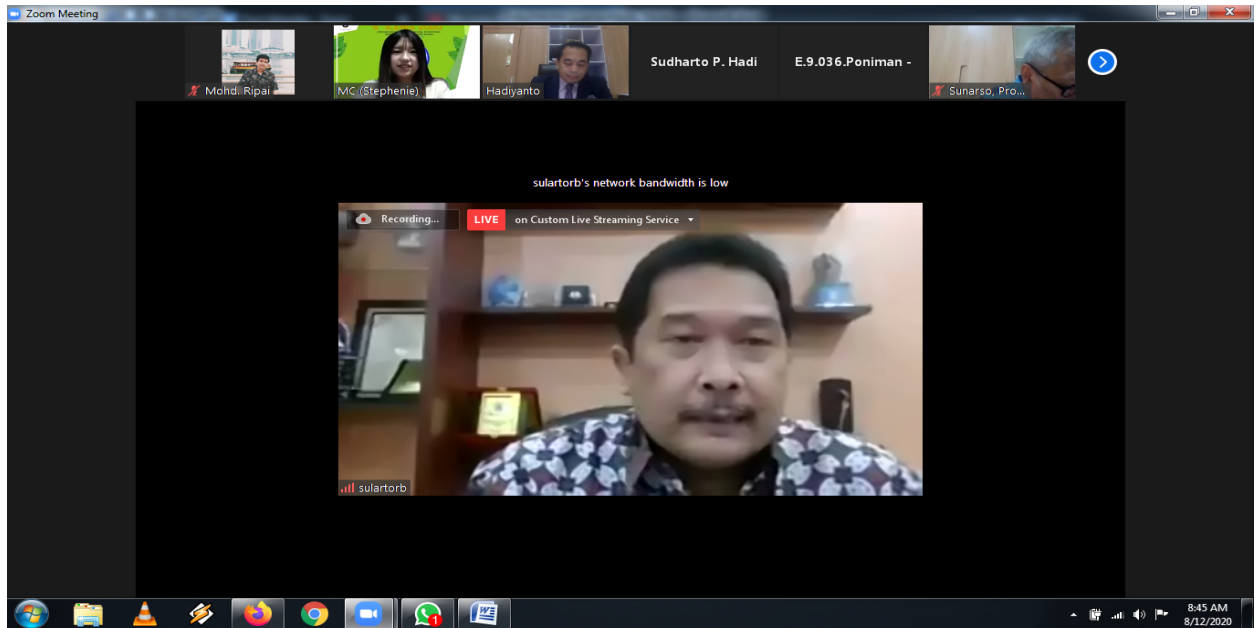 Zoom Meeting
Mohd. Ripai
MC (Stephenie)
Hadiyanto
Sudharto P. Hadi
E.9.036.Poniman -
Sunarso, Pro...
sulartorb's network bandwidth is low
Recording...
LIVE on Custom Live Streaming Service
sulartorb
8:45 AM
8/12/2020